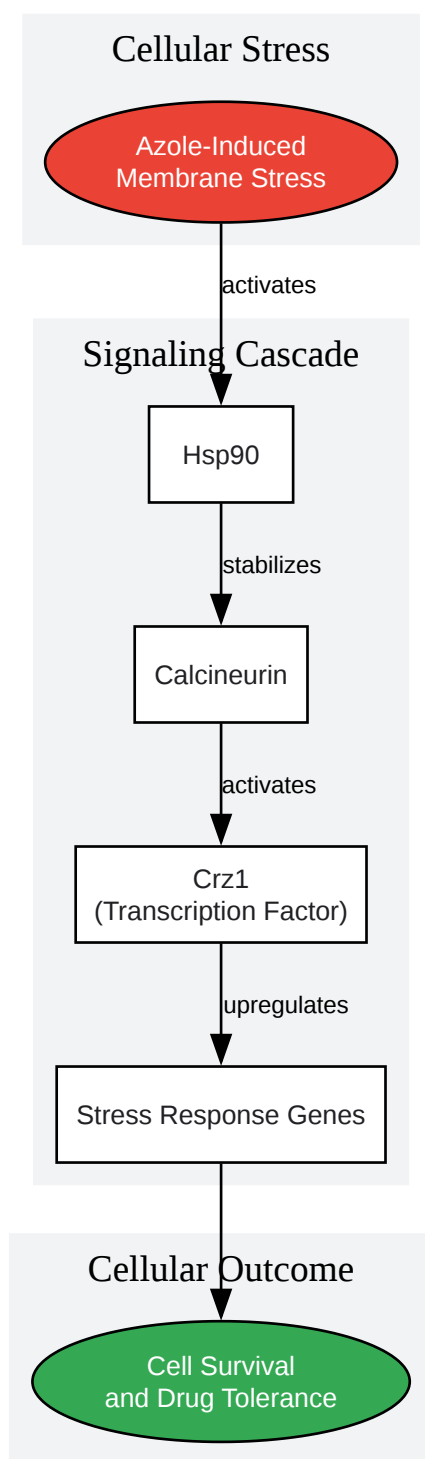 Cellular Stress
Azole-Induced
Membrane Stress
activates
Signaling Cascade
Hsp90
stabilizes
Calcineurin
activates
Crz1
(Transcription Factor)
upregulates
Stress Response Genes
Cellular Outcome
Cell Survival
and Drug Tolerance